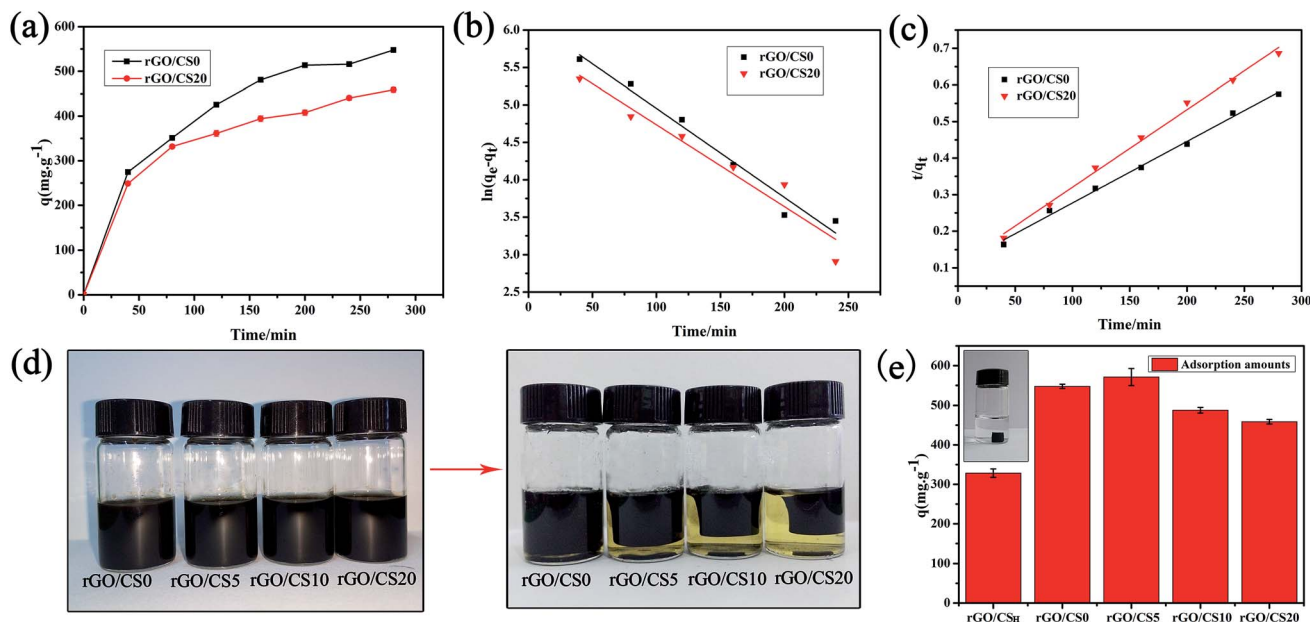 (a)
rGO/CS0
rGO/CS20
600
500
400
300
200
100
0
q(mg.g-1)
0 50 100 150 200 250 300
Time/min
(b)
rGO/CS0
rGO/CS20
6.0
5.5
5.0
4.5
4.0
3.5
3.0
2.5
ln(qe-qt)
0 50 100 150 200 250
Time/min
(c)
rGO/CS0
rGO/CS20
0.7
0.6
0.5
0.4
0.3
0.2
0.1
t/qt
0 50 100 150 200 250 300
Time/min
(d)
rGO/CS0 rGO/CS5 rGO/CS10 rGO/CS20
rGO/CS0 rGO/CS5 rGO/CS10 rGO/CS20
(e)
Adsorption amounts
600
500
400
300
200
100
0
q(mg.g-1)
rGO/CSH rGO/CS0 rGO/CS5 rGO/CS10 rGO/CS20